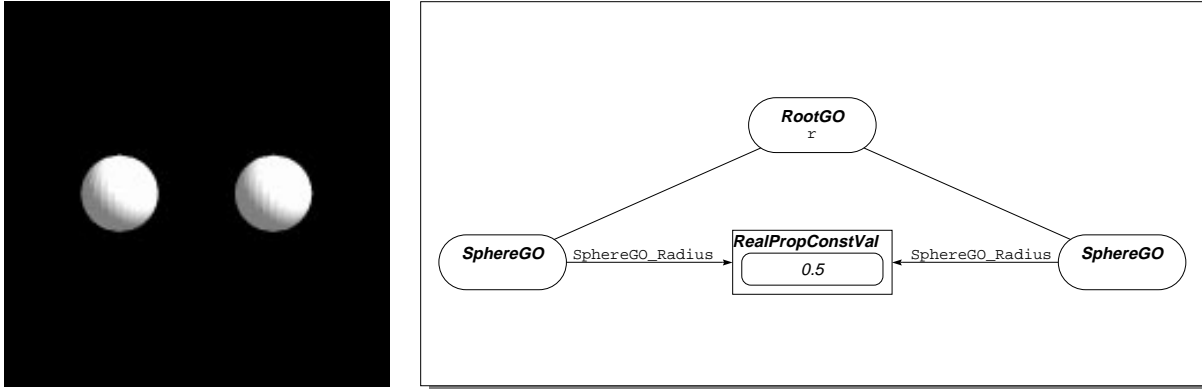 RootGO
r
SphereGO
SphereGO_Radius
RealPropConstVal
0.5
SphereGO_Radius
SphereGO